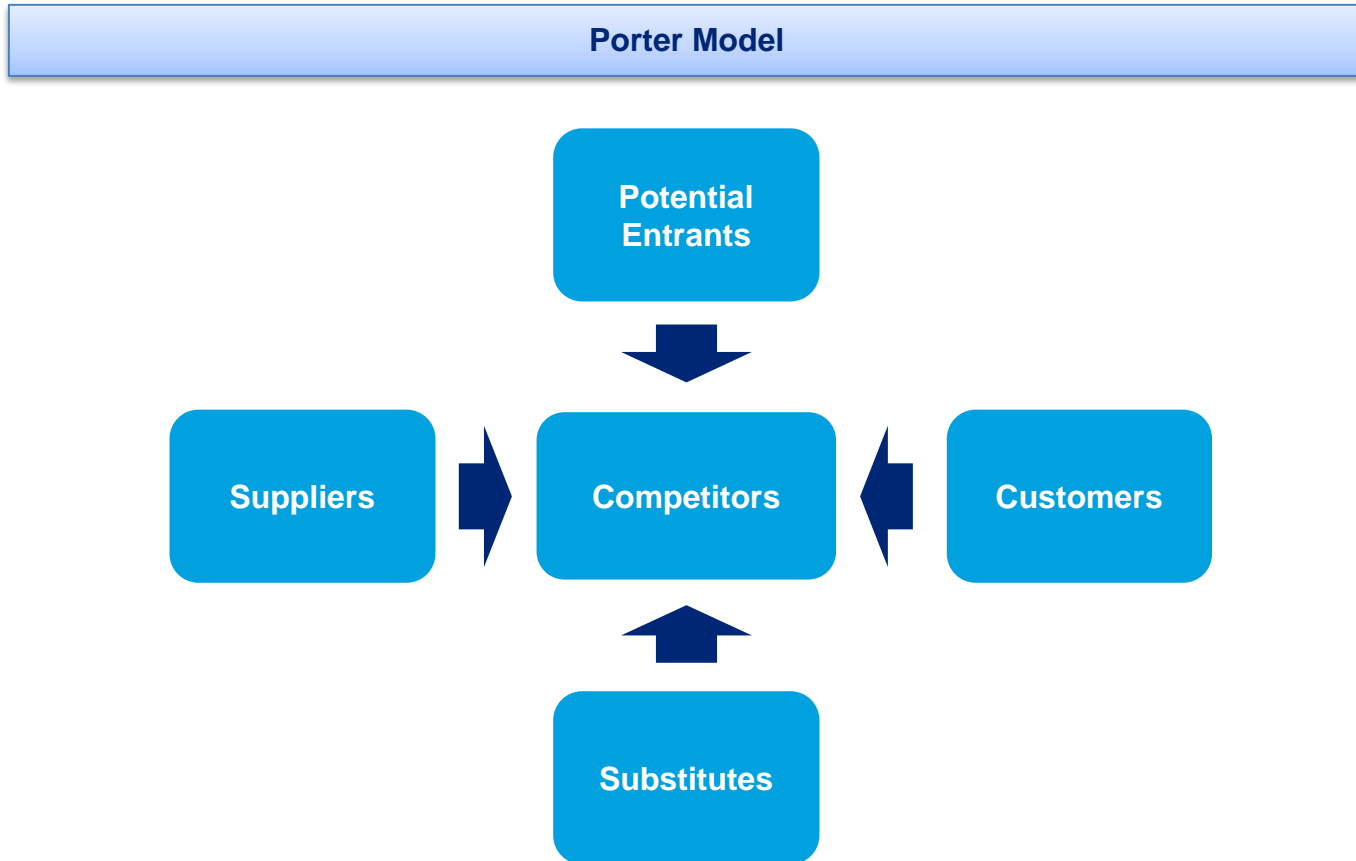 Porter Model
Potential
Entrants
Suppliers
Competitors
Customers
Substitutes